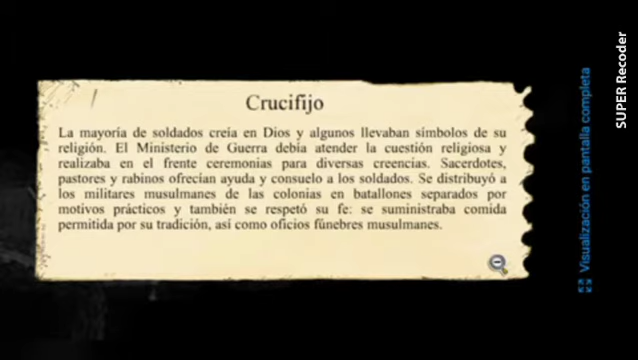 Crucifijo
La mayoría de soldados creía en Dios y algunos llevaban símbolos de su
religión. El Ministerio de Guerra debía atender la cuestión religiosa y
realizaba en el frente ceremonias para diversas creencias. Sacerdotes,
pastores y rabinos ofrecían ayuda y consuelo a los soldados. Se distribuyó a
los militares musulmanes de las colonias en batallones separados por
motivos prácticos y también se respetó su fe: se suministraba comida
permitida por su tradición, así como oficios fúnebres musulmanes.
Visualización en pantalla completa
SUPER Recoder